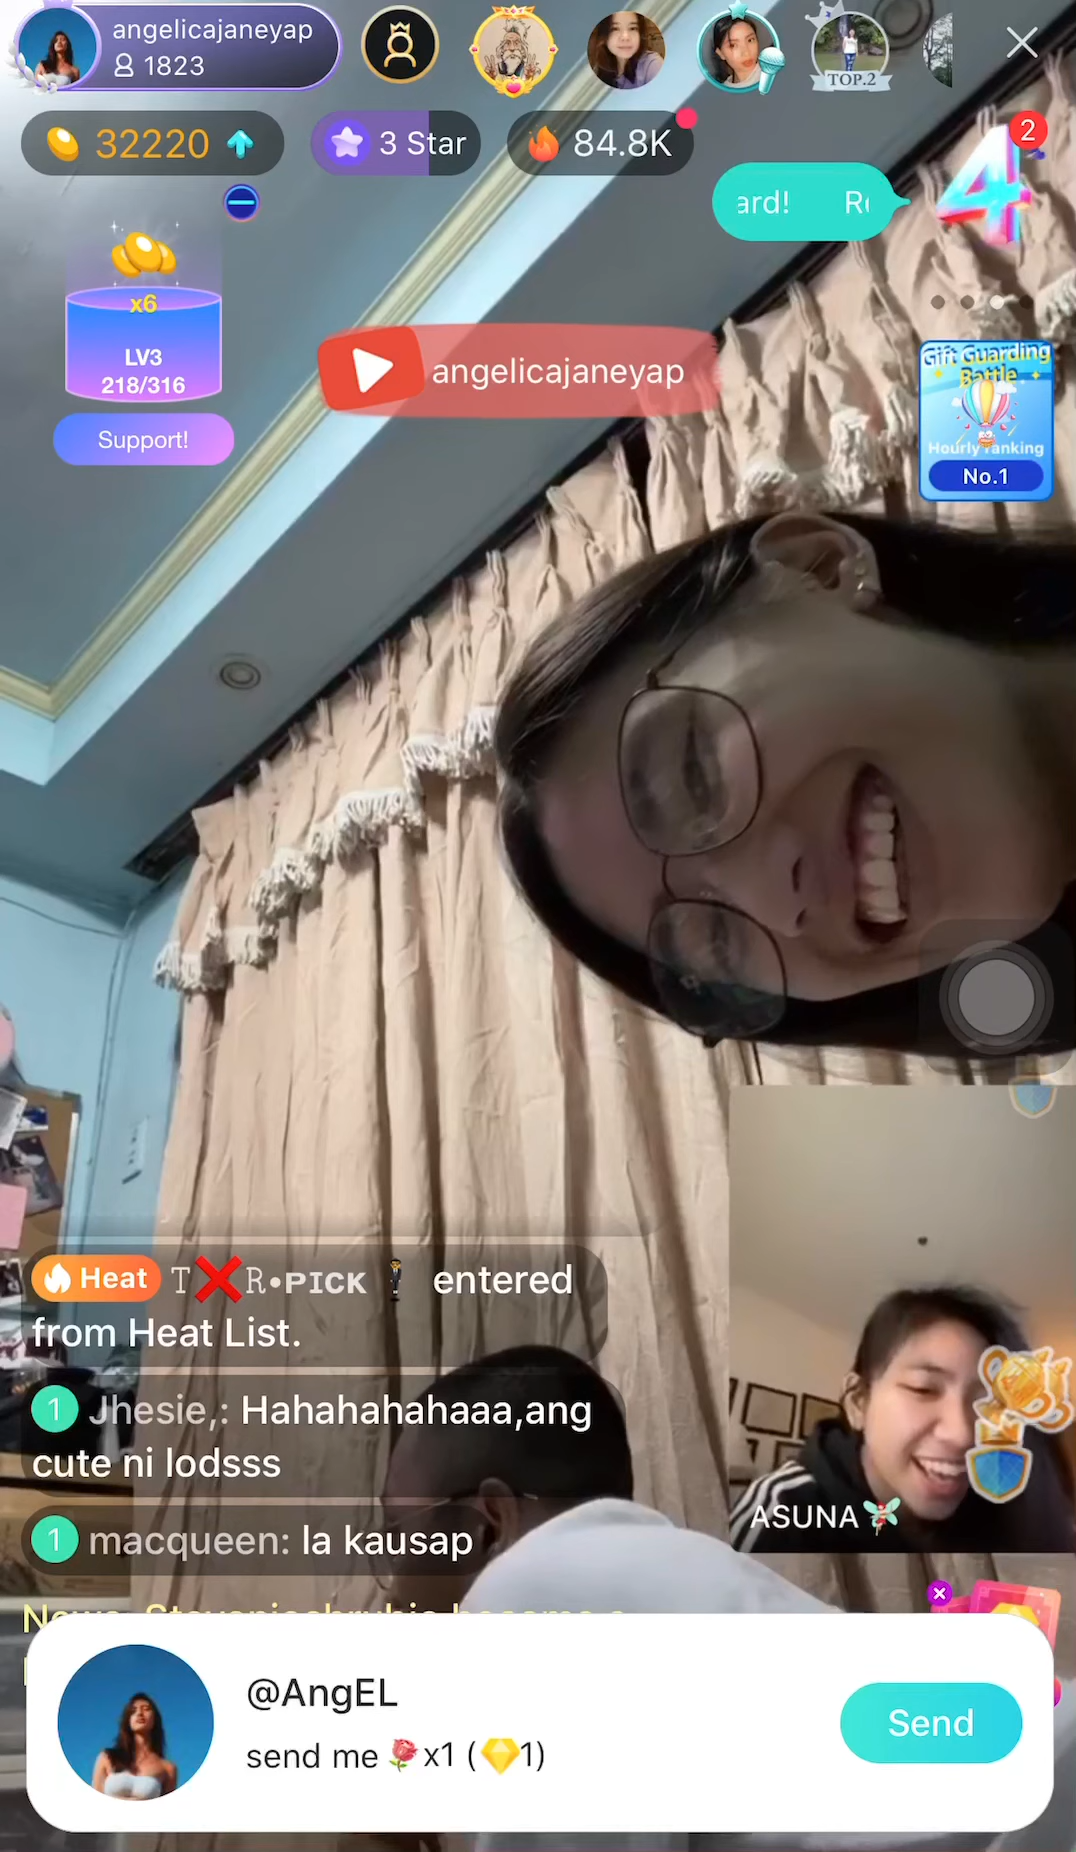 angelicajaneyap
1823
TOP.2
32220
3 Star
84.8K
2
ard! R
4
x6
LV3
218/316
Support!
angelicajaneyap
Gift Guarding
Battle
Hourly ranking
No.1
Heat T❌R•PICK 🕴 entered
from Heat List.
1 Jhesie,: Hahahahahaaa,ang
cute ni lodsss
1 macqueen: la kausap
ASUNA🧚
@AngEL
send me 🌹x1 (💎1)
Send